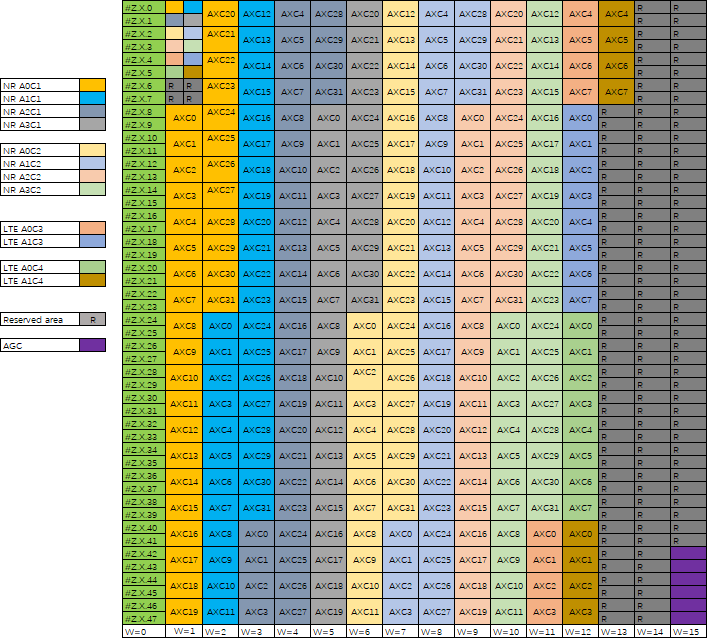 NR A0C1
NR A1C1
NR A2C1
NR A3C1
NR A0C2
NR A1C2
NR A2C2
NR A3C2
LTE A0C3
LTE A1C3
LTE A0C4
LTE A1C4
Reserved area R
AGC
#Z.X.0 AXC20 AXC12 AXC4 AXC28 AXC20 AXC12 AXC4 AXC28 AXC20 AXC12 AXC4 AXC4 R R
#Z.X.1 R R
#Z.X.2 AXC21 AXC13 AXC5 AXC29 AXC21 AXC13 AXC5 AXC29 AXC21 AXC13 AXC5 AXC5 R R
#Z.X.3 R R
#Z.X.4 AXC22 AXC14 AXC6 AXC30 AXC22 AXC14 AXC6 AXC30 AXC22 AXC14 AXC6 AXC6 R R
#Z.X.5 R R
#Z.X.6 R R AXC23 AXC15 AXC7 AXC31 AXC23 AXC15 AXC7 AXC31 AXC23 AXC15 AXC7 AXC7 R R
#Z.X.7 R R R R
#Z.X.8 AXC0 AXC24 AXC16 AXC8 AXC0 AXC24 AXC16 AXC8 AXC0 AXC24 AXC16 AXC0 R R R
#Z.X.9 R R R
#Z.X.10 AXC1 AXC25 AXC17 AXC9 AXC1 AXC25 AXC17 AXC9 AXC1 AXC25 AXC17 AXC1 R R R
#Z.X.11 R R R
#Z.X.12 AXC2 AXC26 AXC18 AXC10 AXC2 AXC26 AXC18 AXC10 AXC2 AXC26 AXC18 AXC2 R R R
#Z.X.13 R R R
#Z.X.14 AXC3 AXC27 AXC19 AXC11 AXC3 AXC27 AXC19 AXC11 AXC3 AXC27 AXC19 AXC3 R R R
#Z.X.15 R R R
#Z.X.16 AXC4 AXC28 AXC20 AXC12 AXC4 AXC28 AXC20 AXC12 AXC4 AXC28 AXC20 AXC4 R R R
#Z.X.17 R R R
#Z.X.18 AXC5 AXC29 AXC21 AXC13 AXC5 AXC29 AXC21 AXC13 AXC5 AXC29 AXC21 AXC5 R R R
#Z.X.19 R R R
#Z.X.20 AXC6 AXC30 AXC22 AXC14 AXC6 AXC30 AXC22 AXC14 AXC6 AXC30 AXC22 AXC6 R R R
#Z.X.21 R R R
#Z.X.22 AXC7 AXC31 AXC23 AXC15 AXC7 AXC31 AXC23 AXC15 AXC7 AXC31 AXC23 AXC7 R R R
#Z.X.23 R R R
#Z.X.24 AXC8 AXC0 AXC24 AXC16 AXC8 AXC0 AXC24 AXC16 AXC8 AXC0 AXC24 AXC0 R R R
#Z.X.25 R R R
#Z.X.26 AXC9 AXC1 AXC25 AXC17 AXC9 AXC1 AXC25 AXC17 AXC9 AXC1 AXC25 AXC1 R R R
#Z.X.27 R R R
#Z.X.28 AXC10 AXC2 AXC26 AXC18 AXC10 AXC2 AXC26 AXC18 AXC10 AXC2 AXC26 AXC2 R R R
#Z.X.29 R R R
#Z.X.30 AXC11 AXC3 AXC27 AXC19 AXC11 AXC3 AXC27 AXC19 AXC11 AXC3 AXC27 AXC3 R R R
#Z.X.31 R R R
#Z.X.32 AXC12 AXC4 AXC28 AXC20 AXC12 AXC4 AXC28 AXC20 AXC12 AXC4 AXC28 AXC4 R R R
#Z.X.33 R R R
#Z.X.34 AXC13 AXC5 AXC29 AXC21 AXC13 AXC5 AXC29 AXC21 AXC13 AXC5 AXC29 AXC5 R R R
#Z.X.35 R R R
#Z.X.36 AXC14 AXC6 AXC30 AXC22 AXC14 AXC6 AXC30 AXC22 AXC14 AXC6 AXC30 AXC6 R R R
#Z.X.37 R R R
#Z.X.38 AXC15 AXC7 AXC31 AXC23 AXC15 AXC7 AXC31 AXC23 AXC15 AXC7 AXC31 AXC7 R R R
#Z.X.39 R R R
#Z.X.40 AXC16 AXC8 AXC0 AXC24 AXC16 AXC8 AXC0 AXC24 AXC16 AXC8 AXC0 AXC0 R R R
#Z.X.41 R R R
#Z.X.42 AXC17 AXC9 AXC1 AXC25 AXC17 AXC9 AXC1 AXC25 AXC17 AXC9 AXC1 AXC1 R R
#Z.X.43 R R
#Z.X.44 AXC18 AXC10 AXC2 AXC26 AXC18 AXC10 AXC2 AXC26 AXC18 AXC10 AXC2 AXC2 R R
#Z.X.45 R R
#Z.X.46 AXC19 AXC11 AXC3 AXC27 AXC19 AXC11 AXC3 AXC27 AXC19 AXC11 AXC3 AXC3 R R
#Z.X.47 R R
W=0 W=1 W=2 W=3 W=4 W=5 W=6 W=7 W=8 W=9 W=10 W=11 W=12 W=13 W=14 W=15